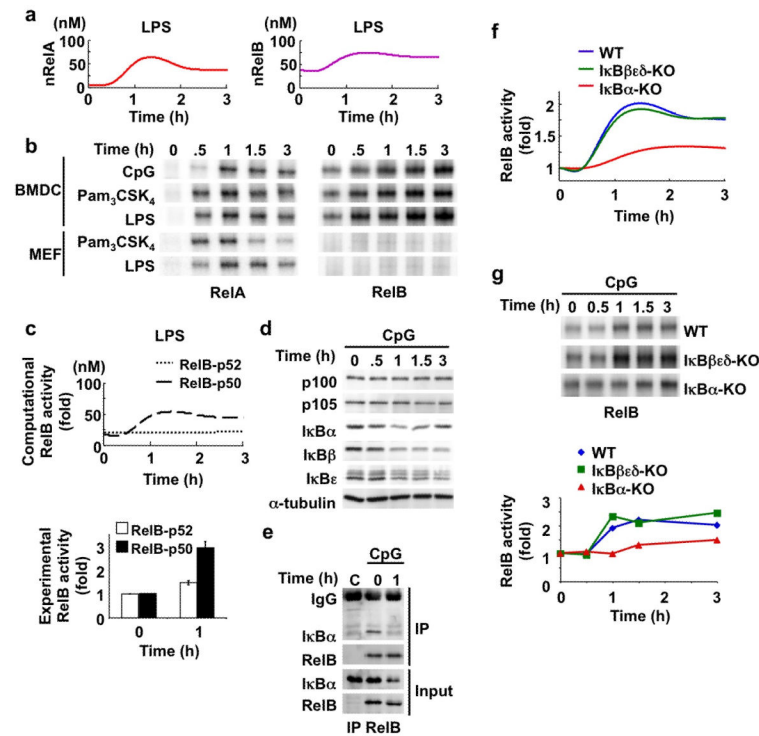 a
(nM) LPS
nRelA
100
50
0
0 1 2 3
Time (h)
(nM) LPS
nRelB
100
50
0
0 1 2 3
Time (h)
b
Time (h)
0 .5 1 1.5 3 0 .5 1 1.5 3
BMDC
CpG
Pam3CSK4
LPS
MEF
Pam3CSK4
LPS
RelA RelB
c
LPS
(nM)
RelB-p52
RelB-p50
Computational
RelB activity
(fold)
100
50
0
0 1 2 3
Time (h)
RelB-p52
RelB-p50
Experimental
RelB activity
(fold)
3
2
1
0 1
Time (h)
d
CpG
Time (h)
0 .5 1 1.5 3
p100
p105
IκBα
IκBβ
IκBε
α-tubulin
e
CpG
Time (h) C 0 1
IgG
IκBα
RelB
IP
IκBα
RelB
Input
IP RelB
f
WT
IκBβεδ-KO
IκBα-KO
RelB activity
(fold)
2
1.5
1
0 1 2 3
Time (h)
g
CpG
Time (h)
0 0.5 1 1.5 3
WT
IκBβεδ-KO
IκBα-KO
RelB
WT
IκBβεδ-KO
IκBα-KO
RelB activity
(fold)
3
2
1
0
0 1 2 3
Time (h)